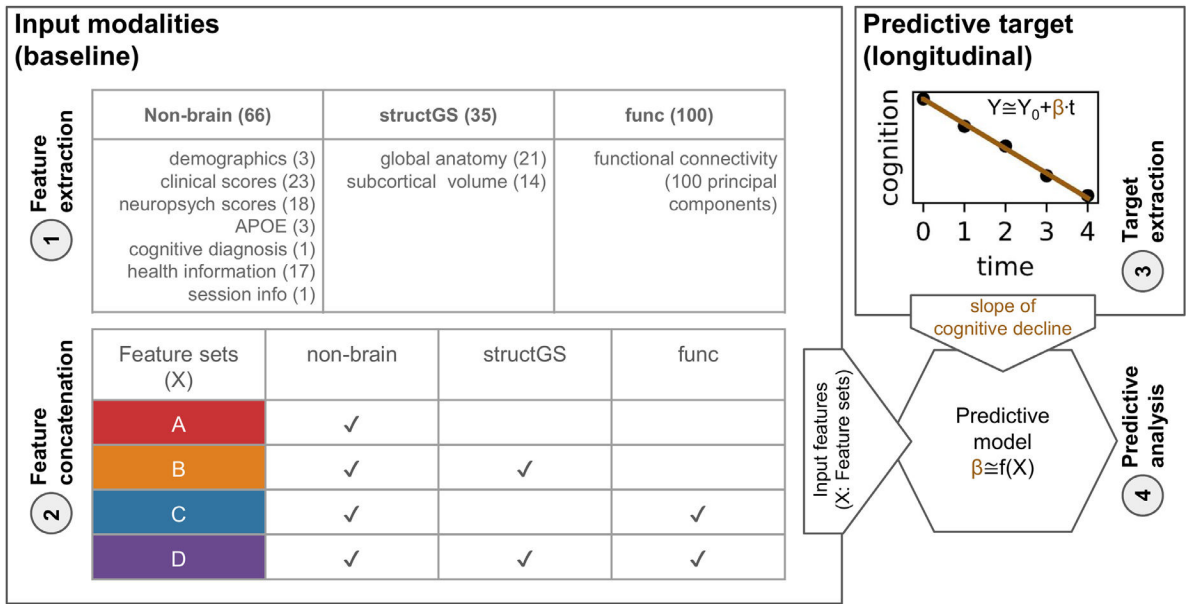 Input modalities
(baseline)
1
Feature
extraction
Non-brain (66)
structGS (35)
func (100)
demographics (3)
clinical scores (23)
neuropsych scores (18)
APOE (3)
cognitive diagnosis (1)
health information (17)
session info (1)
global anatomy (21)
subcortical volume (14)
functional connectivity
(100 principal
components)
2
Feature
concatenation
Feature sets
(X)
non-brain
structGS
func
A ✓
B ✓ ✓
C ✓ ✓
D ✓ ✓ ✓
Predictive target
(longitudinal)
cognition
Y≅Y₀+β·t
0 1 2 3 4
time
3
Target
extraction
slope of
cognitive decline
Input features
(X: Feature sets)
Predictive
model
β≅f(X)
4
Predictive
analysis